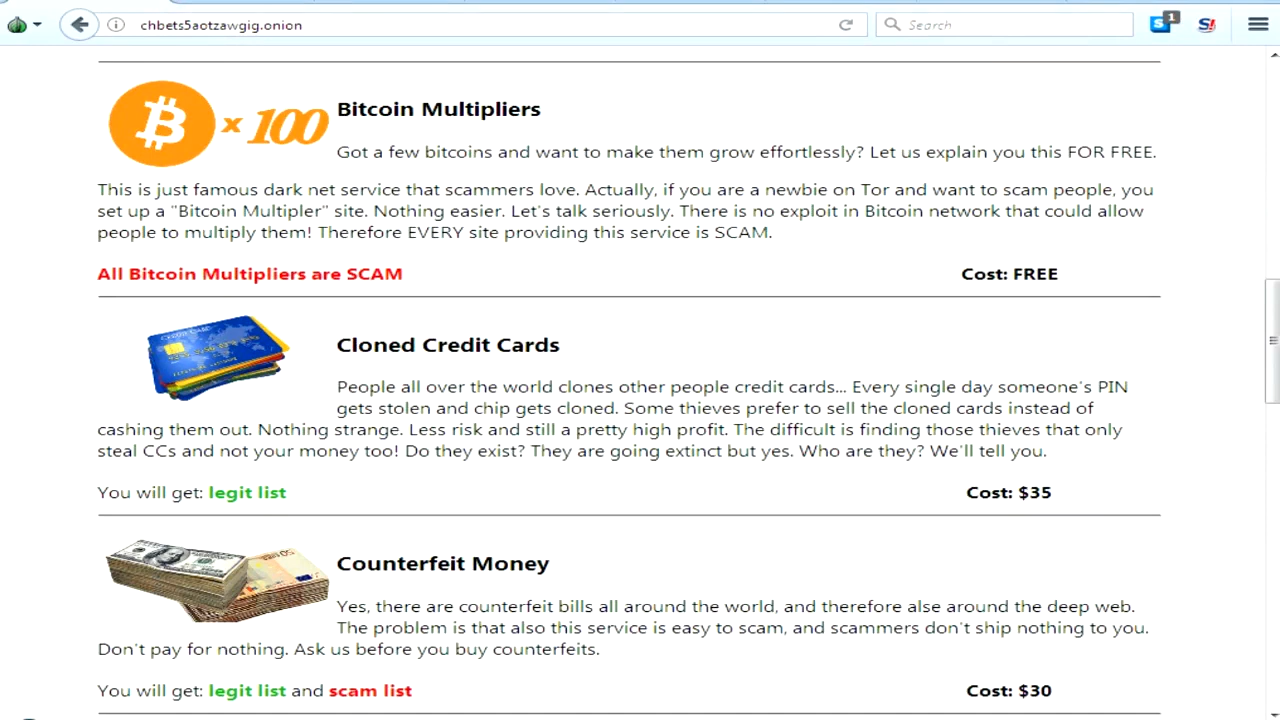 chbets5aotzawgig.onion
Search
1
S
S!
x 100
Bitcoin Multipliers
Got a few bitcoins and want to make them grow effortlessly? Let us explain you this FOR FREE.
This is just famous dark net service that scammers love. Actually, if you are a newbie on Tor and want to scam people, you
set up a "Bitcoin Multipler" site. Nothing easier. Let's talk seriously. There is no exploit in Bitcoin network that could allow
people to multiply them! Therefore EVERY site providing this service is SCAM.
All Bitcoin Multipliers are SCAM
Cost: FREE
Cloned Credit Cards
People all over the world clones other people credit cards... Every single day someone's PIN
gets stolen and chip gets cloned. Some thieves prefer to sell the cloned cards instead of
cashing them out. Nothing strange. Less risk and still a pretty high profit. The difficult is finding those thieves that only
steal CCs and not your money too! Do they exist? They are going extinct but yes. Who are they? We'll tell you.
You will get: legit list
Cost: $35
Counterfeit Money
Yes, there are counterfeit bills all around the world, and therefore alse around the deep web.
The problem is that also this service is easy to scam, and scammers don't ship nothing to you.
Don't pay for nothing. Ask us before you buy counterfeits.
You will get: legit list and scam list
Cost: $30